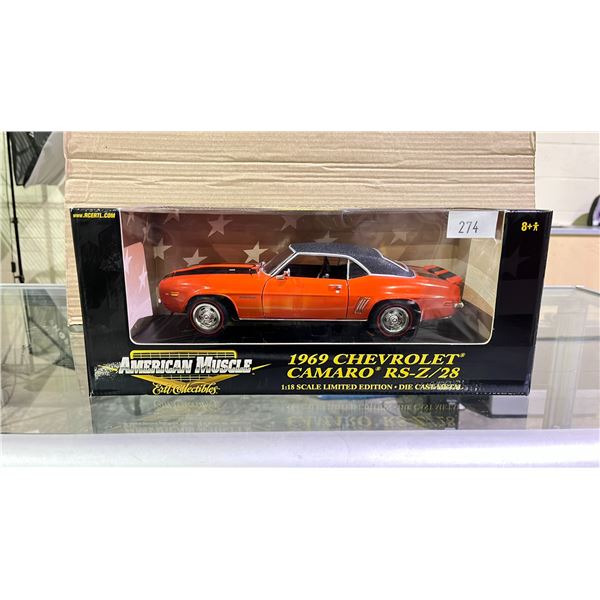 WWW.RCERTL.COM
274
8+
AMERICAN MUSCLE
Ertl Collectibles
1969 CHEVROLET®
CAMARO® RS-Z/28
1:18 SCALE LIMITED EDITION • DIE CAST METAL